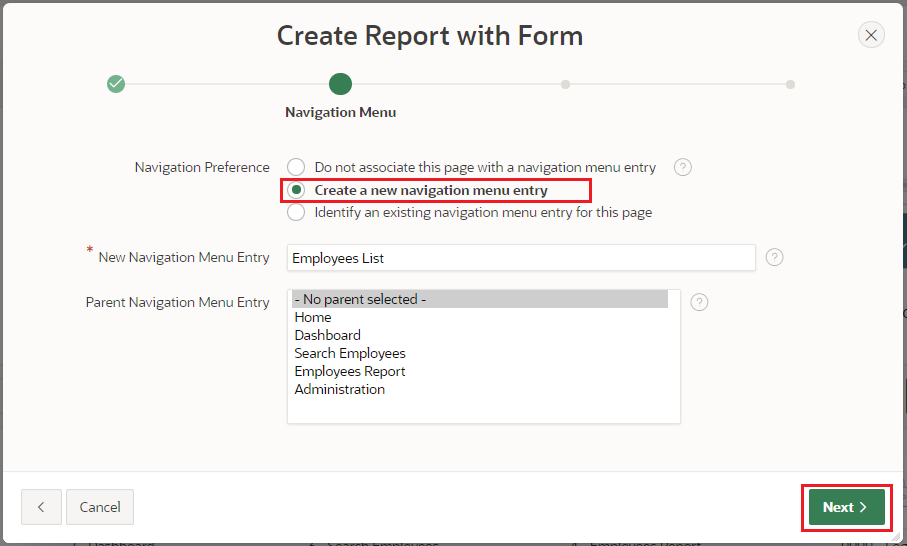 Create Report with Form
Navigation Menu
Navigation Preference
Do not associate this page with a navigation menu entry ?
Create a new navigation menu entry
Identify an existing navigation menu entry for this page
* New Navigation Menu Entry Employees List ?
Parent Navigation Menu Entry - No parent selected - ?
Home
Dashboard
Search Employees
Employees Report
Administration
< Cancel Next >